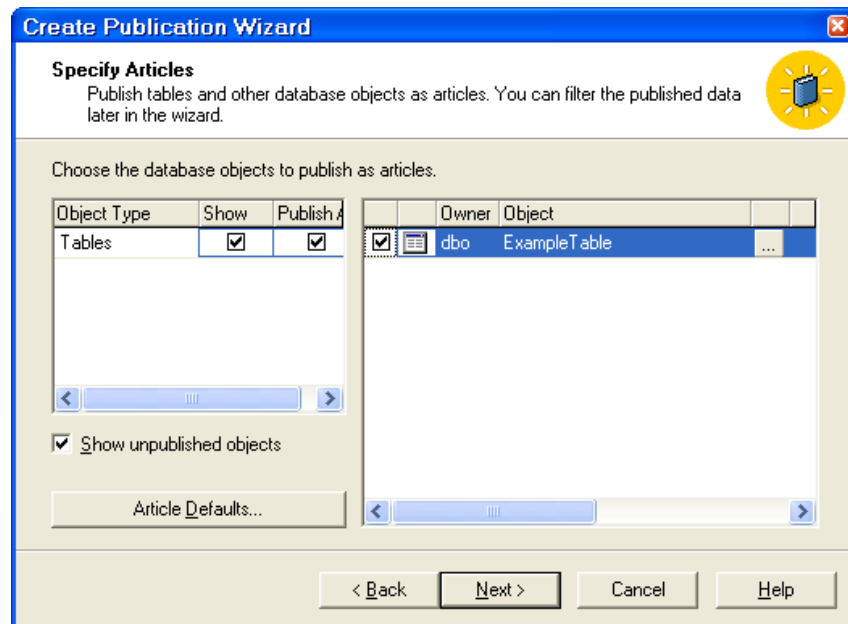 Create Publication Wizard
Specify Articles
Publish tables and other database objects as articles. You can filter the published data
later in the wizard.
Choose the database objects to publish as articles.
Object Type Show Publish A
Tables
Owner Object
dbo ExampleTable ...
Show unpublished objects
Article Defaults...
< Back Next > Cancel Help